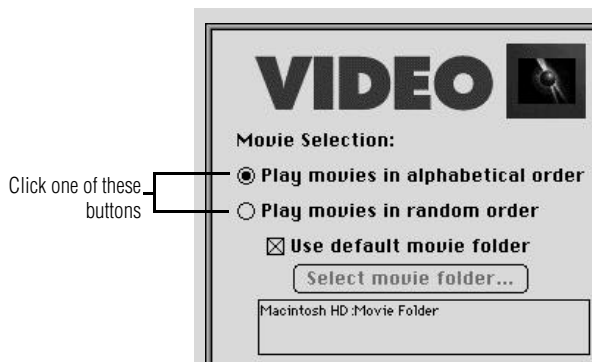 VIDEO
Movie Selection:
Click one of these
buttons
Play movies in alphabetical order
Play movies in random order
Use default movie folder
Select movie folder...
Macintosh HD:Movie Folder